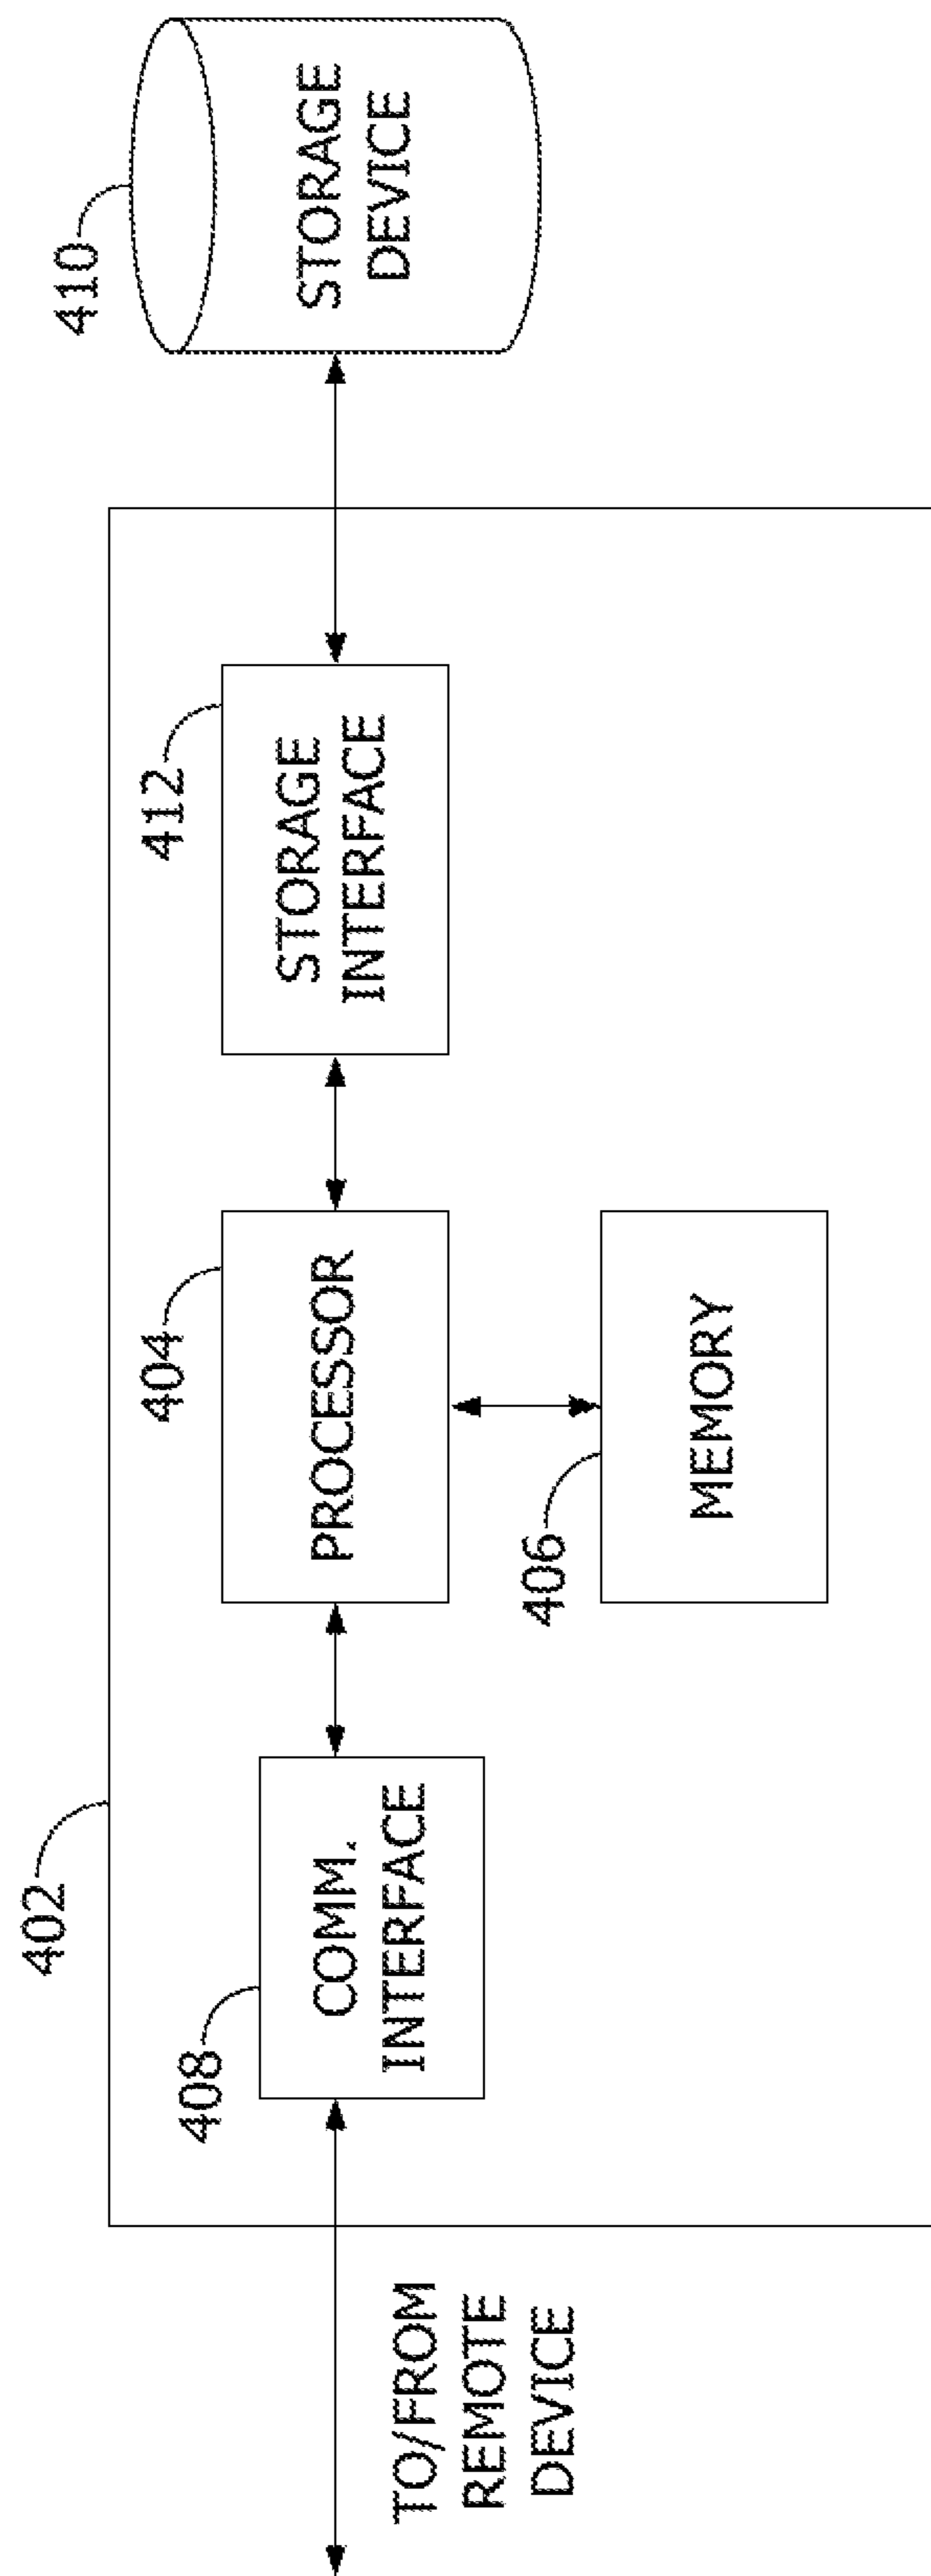 402
408
COMM.
INTERFACE
404
PROCESSOR
412
STORAGE
INTERFACE
410
STORAGE
DEVICE
406
MEMORY
TO/FROM
REMOTE
DEVICE